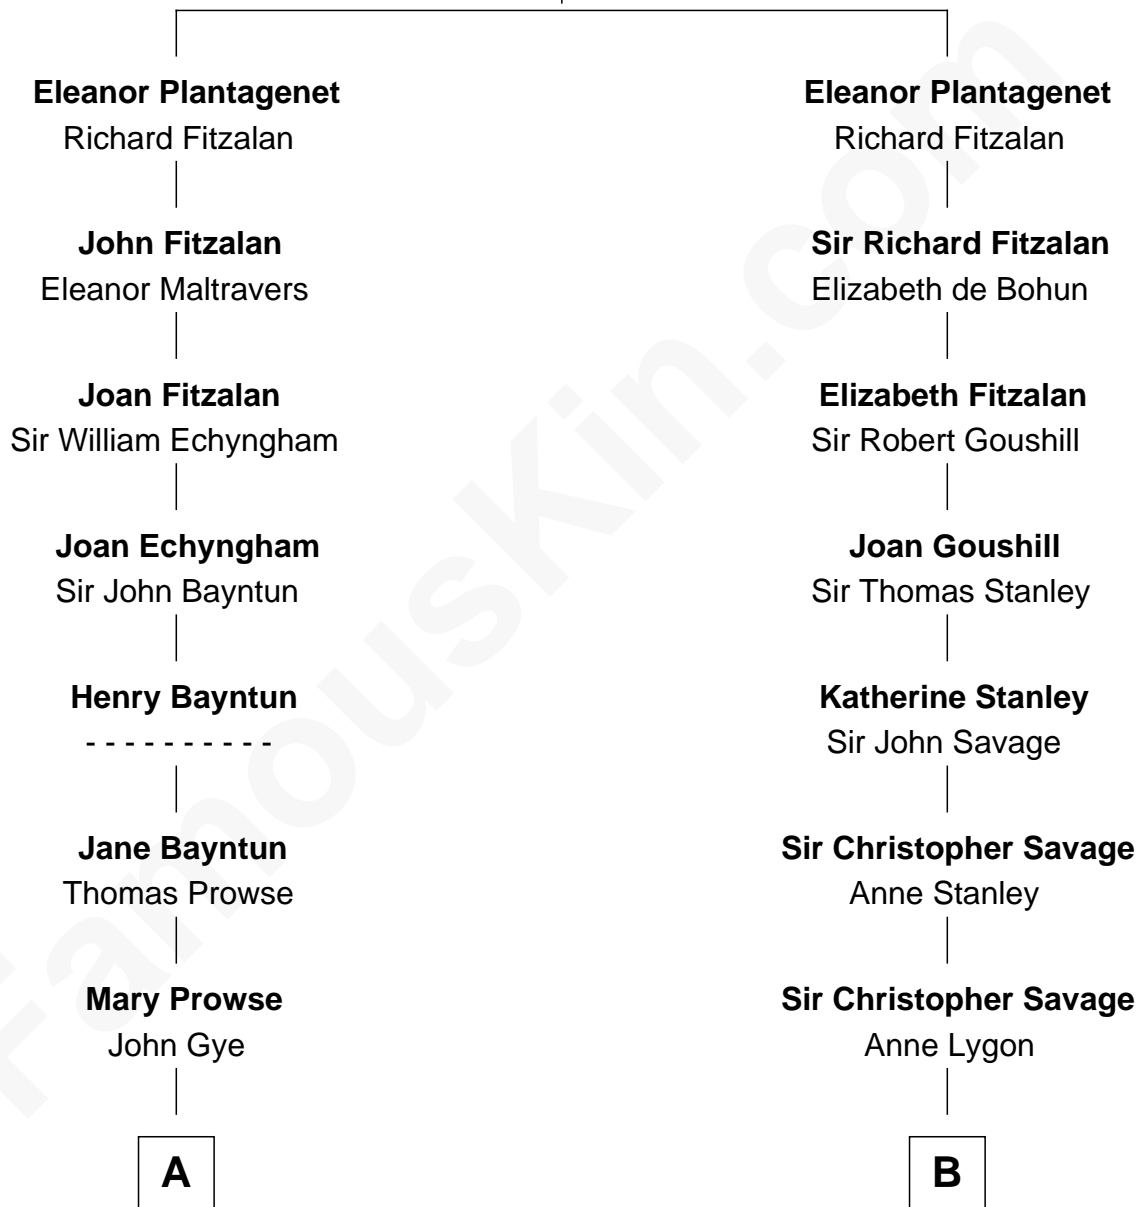 Eleanor Plantagenet
Richard Fitzalan
John Fitzalan
Eleanor Maltravers
Joan Fitzalan
Sir William Echyngham
Joan Echyngham
Sir John Bayntun
Henry Bayntun
- - - - - - - - - -
Jane Bayntun
Thomas Prowse
Mary Prowse
John Gye
A
Eleanor Plantagenet
Richard Fitzalan
Sir Richard Fitzalan
Elizabeth de Bohun
Elizabeth Fitzalan
Sir Robert Goushill
Joan Goushill
Sir Thomas Stanley
Katherine Stanley
Sir John Savage
Sir Christopher Savage
Anne Stanley
Sir Christopher Savage
Anne Lygon
B
FamousKin.com